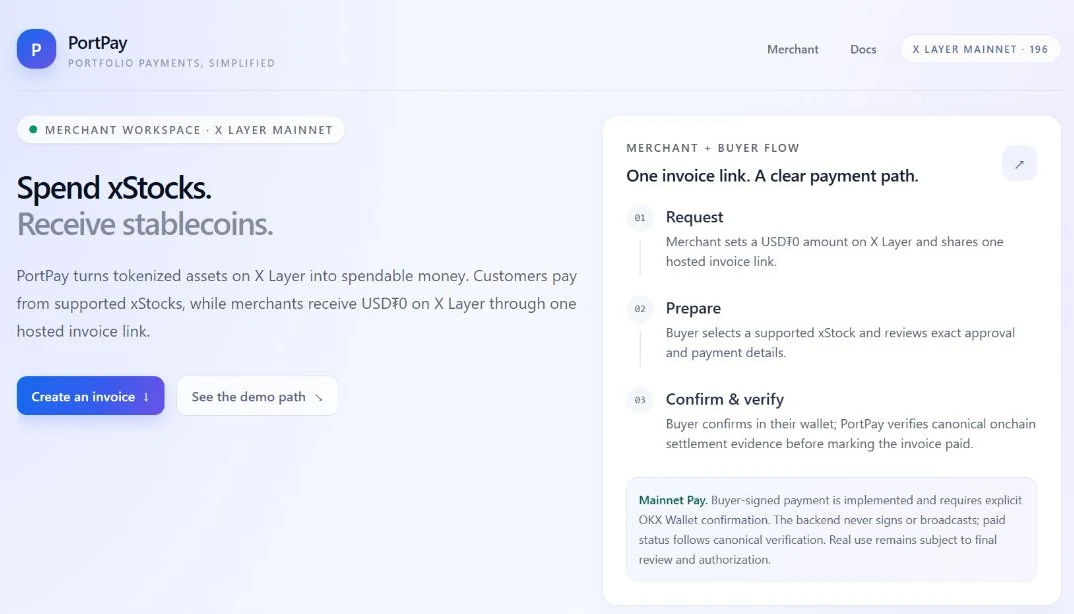 P
PortPay
PORTFOLIO PAYMENTS, SIMPLIFIED
Merchant
Docs
X LAYER MAINNET · 196
MERCHANT WORKSPACE · X LAYER MAINNET
Spend xStocks.
Receive stablecoins.
PortPay turns tokenized assets on X Layer into spendable money. Customers pay
from supported xStocks, while merchants receive USD₮0 on X Layer through one
hosted invoice link.
Create an invoice ↓
See the demo path ↘
MERCHANT + BUYER FLOW
One invoice link. A clear payment path.
↗
01
Request
Merchant sets a USD₮0 amount on X Layer and shares one
hosted invoice link.
02
Prepare
Buyer selects a supported xStock and reviews exact approval
and payment details.
03
Confirm & verify
Buyer confirms in their wallet; PortPay verifies canonical onchain
settlement evidence before marking the invoice paid.
Mainnet Pay. Buyer-signed payment is implemented and requires explicit
OKX Wallet confirmation. The backend never signs or broadcasts; paid
status follows canonical verification. Real use remains subject to final
review and authorization.